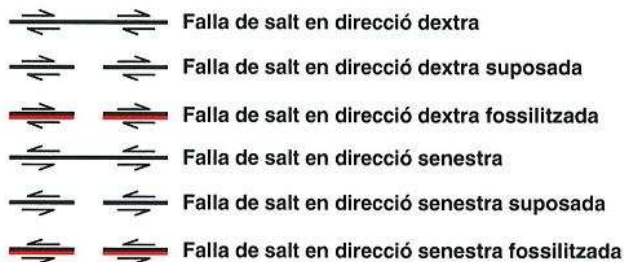 Falla de salt en direcció dextra
Falla de salt en direcció dextra suposada
Falla de salt en direcció dextra fossilitzada
Falla de salt en direcció senestra
Falla de salt en direcció senestra suposada
Falla de salt en direcció senestra fossilitzada